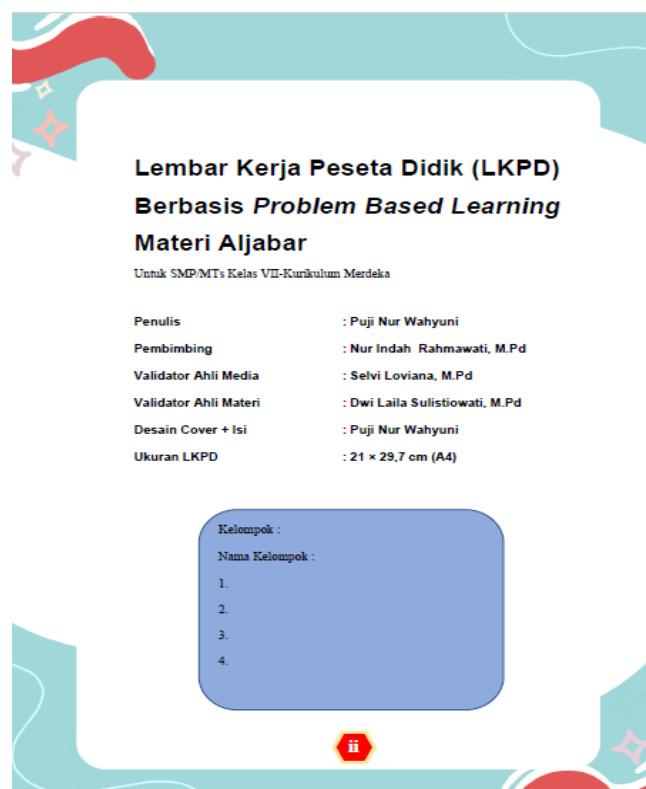 Lembar Kerja Peseta Didik (LKPD)
Berbasis Problem Based Learning
Materi Aljabar
Untuk SMP/MTs Kelas VII-Kurikulum Merdeka
Penulis : Puji Nur Wahyuni
Pembimbing : Nur Indah Rahmawati, M.Pd
Validator Ahli Media : Selvi Loviana, M.Pd
Validator Ahli Materi : Dwi Laila Sulistiowati, M.Pd
Desain Cover + Isi : Puji Nur Wahyuni
Ukuran LKPD : 21 × 29,7 cm (A4)
Kelompok :
Nama Kelompok :
1.
2.
3.
4.
ii